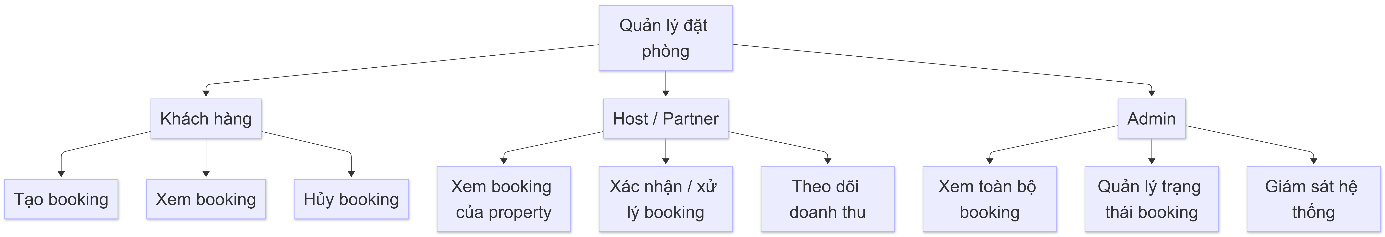 Quản lý đặt
phòng
Khách hàng
Host / Partner
Admin
Tạo booking
Xem booking
Hủy booking
Xem booking
của property
Xác nhận / xử
lý booking
Theo dõi
doanh thu
Xem toàn bộ
booking
Quản lý trạng
thái booking
Giám sát hệ
thống